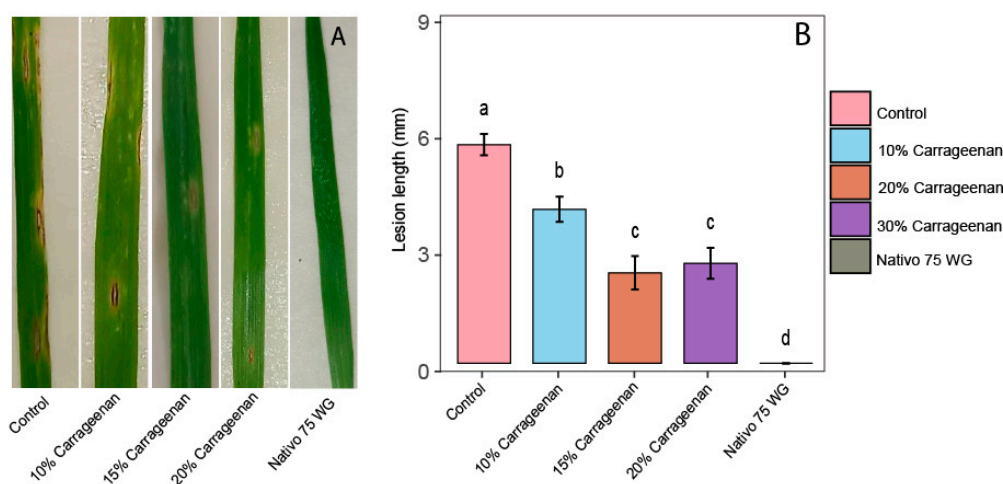 A
Control
10% Carrageenan
15% Carrageenan
20% Carrageenan
Nativo 75 WG
B
Lesion length (mm)
9
6
3
0
a
b
c
c
d
Control
10% Carrageenan
15% Carrageenan
20% Carrageenan
Nativo 75 WG
Control
10% Carrageenan
20% Carrageenan
30% Carrageenan
Nativo 75 WG